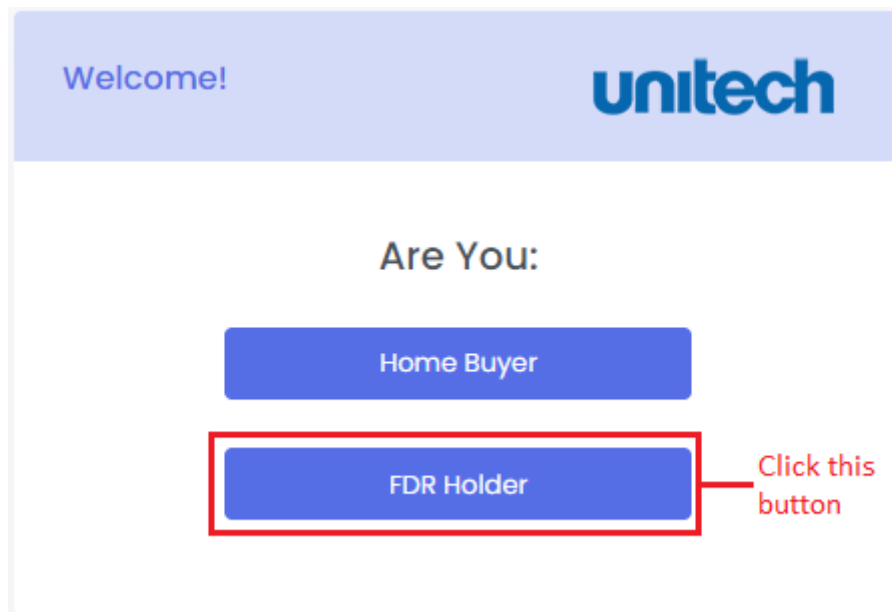 Welcome!
unitech
Are You:
Home Buyer
FDR Holder
Click this
button